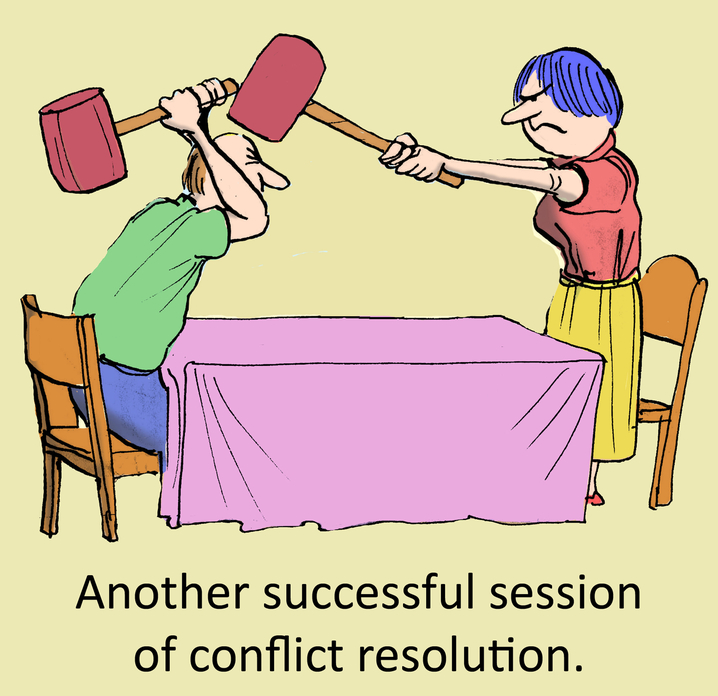 Another successful session
of conflict resolution.